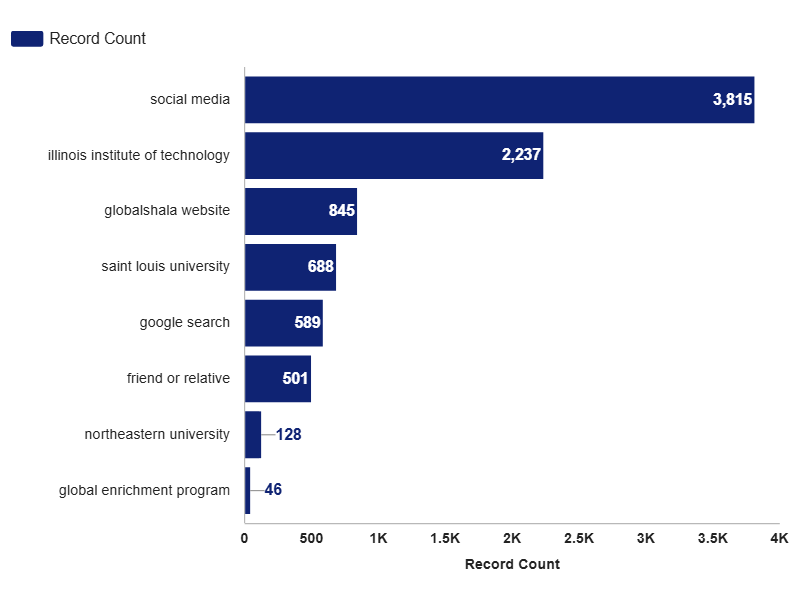 Record Count
social media
3,815
illinois institute of technology
2,237
globalshala website
845
saint louis university
688
google search
589
friend or relative
501
northeastern university
128
global enrichment program
46
0 500 1K 1.5K 2K 2.5K 3K 3.5K 4K
Record Count